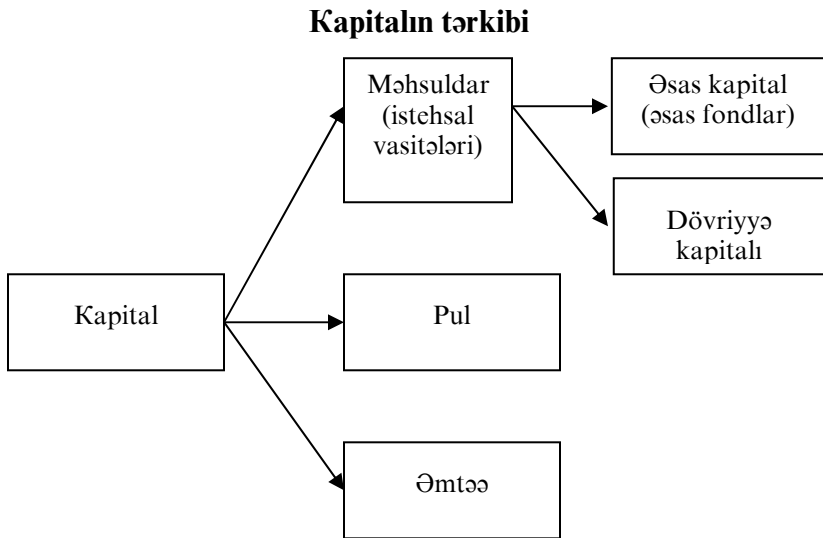 Kapitalın tərkibi
Məhsuldar
(istehsal
vasitələri)
Əsas kapital
(əsas fondlar)
Dövriyyə
kapitalı
Kapital
Pul
Əmtəə